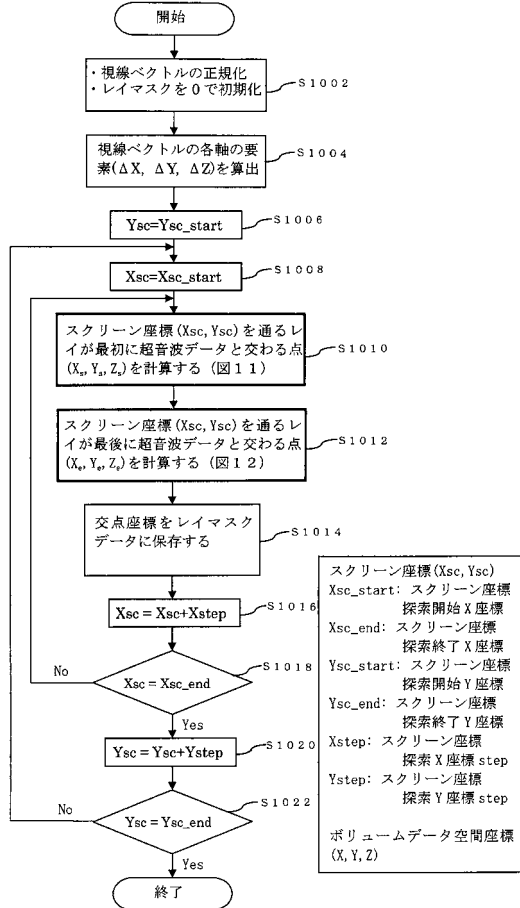 開始
・視線ベクトルの正規化
・レイマスクを0で初期化
S1002
視線ベクトルの各軸の要
素(ΔX, ΔY, ΔZ)を算出
S1004
Ysc=Ysc_start
S1006
Xsc=Xsc_start
S1008
スクリーン座標(Xsc,Ysc)を通るレ
イが最初に超音波データと交わる点
(Xs,Ys,Zs)を計算する (図11)
S1010
スクリーン座標(Xsc,Ysc)を通るレ
イが最後に超音波データと交わる点
(Xe,Ye,Ze)を計算する (図12)
S1012
交点座標をレイマスク
データに保存する
S1014
Xsc = Xsc+Xstep
S1016
No
Xsc = Xsc_end
S1018
Yes
Ysc = Ysc+Ystep
S1020
No
Ysc = Ysc_end
S1022
Yes
終了
スクリーン座標(Xsc,Ysc)
Xsc_start: スクリーン座標
探索開始X座標
Xsc_end: スクリーン座標
探索終了X座標
Ysc_start: スクリーン座標
探索開始Y座標
Ysc_end: スクリーン座標
探索終了Y座標
Xstep: スクリーン座標
探索X座標 step
Ystep: スクリーン座標
探索Y座標 step
ボリュームデータ空間座標
(X,Y,Z)